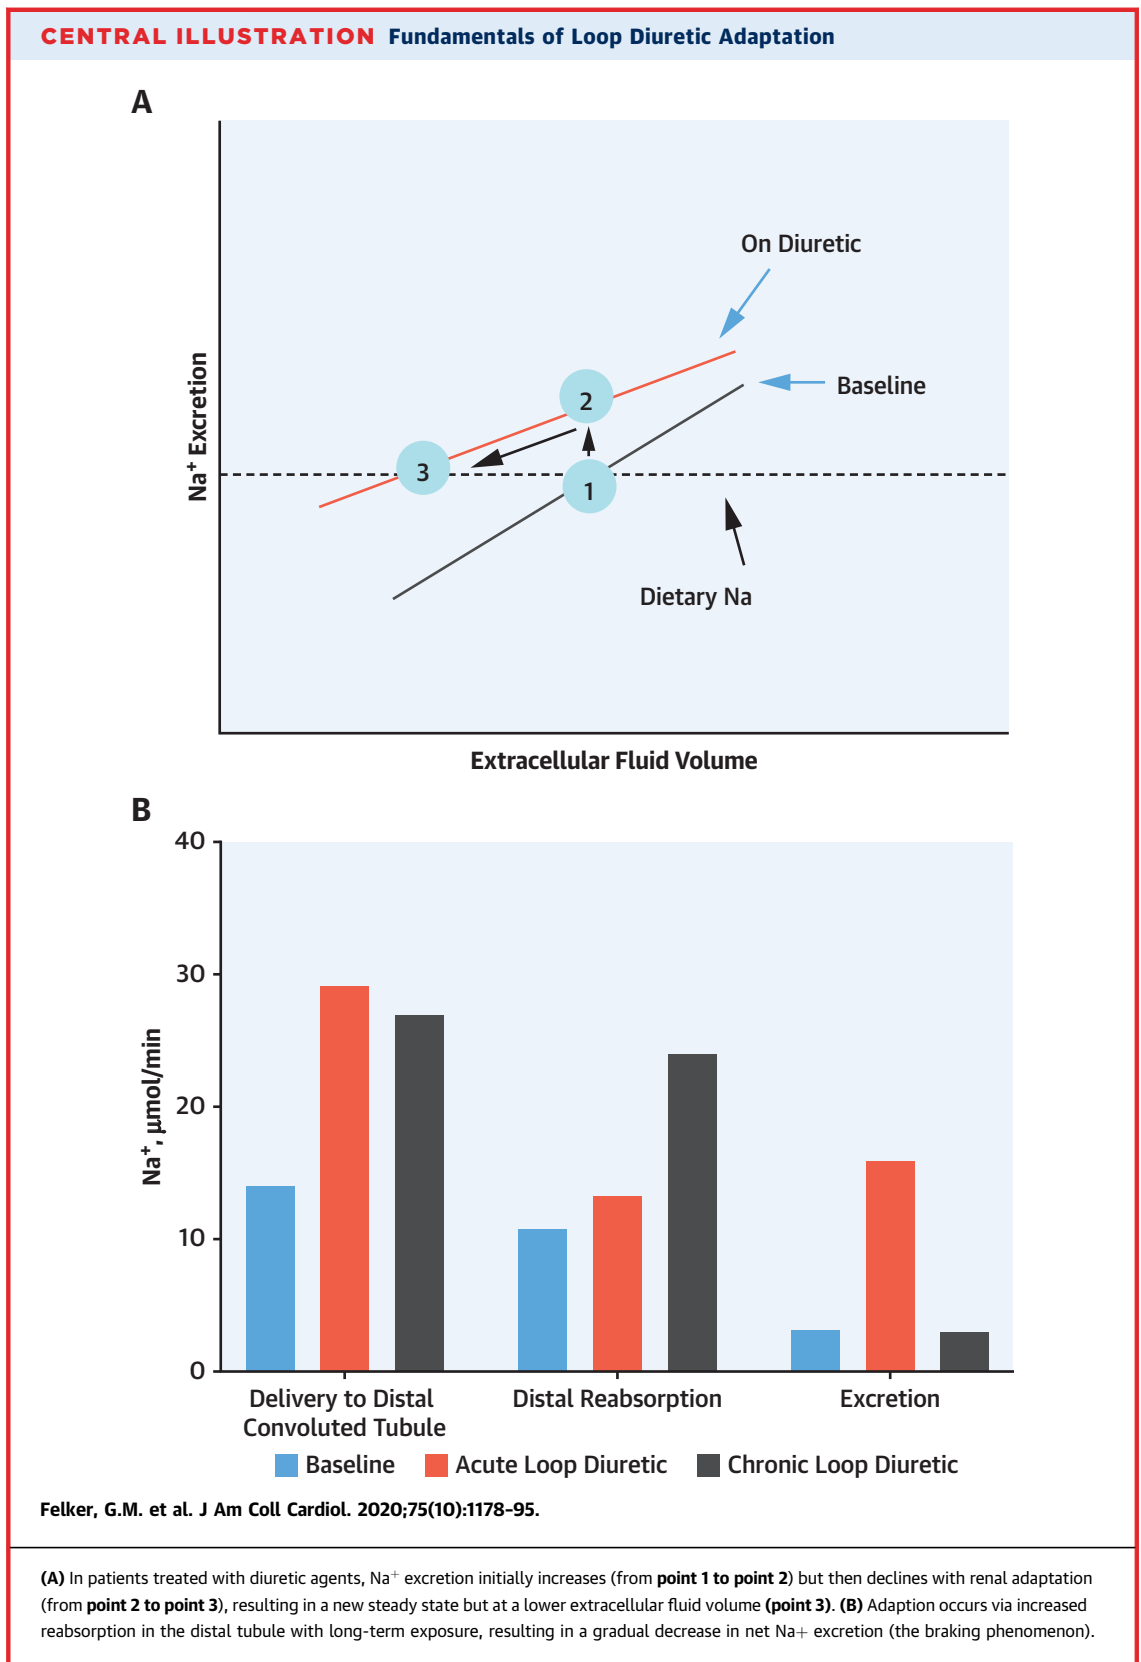 CENTRAL ILLUSTRATION Fundamentals of Loop Diuretic Adaptation
A
On Diuretic
Baseline
2
3
1
Dietary Na
Na+ Excretion
Extracellular Fluid Volume
B
40
30
20
10
0
Na+, μmol/min
Delivery to Distal
Convoluted Tubule
Distal Reabsorption
Excretion
Baseline
Acute Loop Diuretic
Chronic Loop Diuretic
Felker, G.M. et al. J Am Coll Cardiol. 2020;75(10):1178–95.
(A) In patients treated with diuretic agents, Na+ excretion initially increases (from point 1 to point 2) but then declines with renal adaptation
(from point 2 to point 3), resulting in a new steady state but at a lower extracellular fluid volume (point 3). (B) Adaption occurs via increased
reabsorption in the distal tubule with long-term exposure, resulting in a gradual decrease in net Na+ excretion (the braking phenomenon).